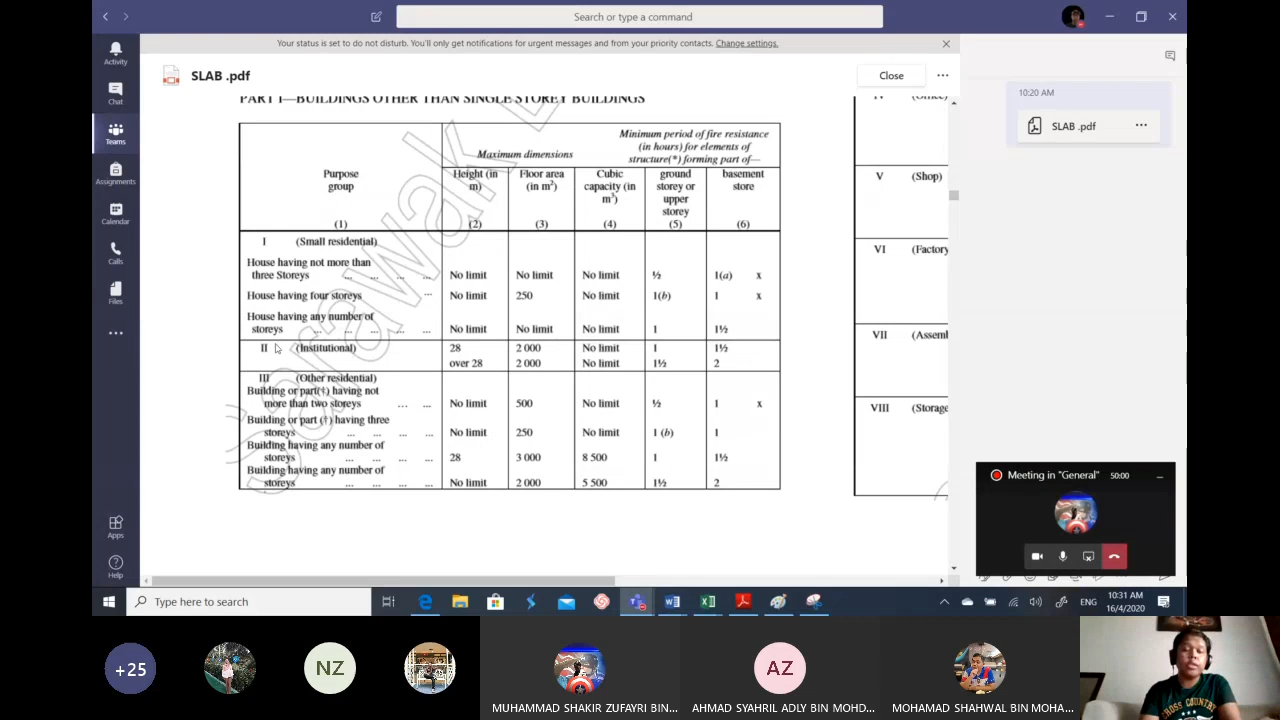 Search or type a command
Your status is set to do not disturb. You'll only get notifications for urgent messages and from your priority contacts. Change settings.
Activity
Chat
Teams
Assignments
Calendar
Calls
Files
Apps
Help
SLAB .pdf
Close
PART I—BUILDINGS OTHER THAN SINGLE STOREY BUILDINGS
Purpose group (1)
Maximum dimensions
Minimum period of fire resistance
(in hours) for elements of
structure(*) forming part of—
Height (in m) (2)
Floor area (in m²) (3)
Cubic capacity (in m³) (4)
ground storey or upper storey (5)
basement store (6)
I (Small residential)
House having not more than
three Storeys ... ... ... No limit No limit No limit ½ 1(a) x
House having four storeys ... No limit 250 No limit 1(b) 1 x
House having any number of
storeys ... ... ... ... No limit No limit No limit 1 1½
II (Institutional) 28 2 000 No limit 1 1½
over 28 2 000 No limit 1½ 2
III (Other residential)
Building or part(†) having not
more than two storeys ... ... No limit 500 No limit ½ 1 x
Building or part (†) having three
storeys ... ... ... ... No limit 250 No limit 1 (b) 1
Building having any number of
storeys ... ... ... 28 3 000 8 500 1 1½
Building having any number of
storeys ... ... ... No limit 2 000 5 500 1½ 2
Sarawak
V (Shop)
VI (Factory
VII (Assem
VIII (Storage
10:20 AM
SLAB .pdf
Meeting in "General" 50:00
Type here to search
ENG
10:31 AM
16/4/2020
+25
NZ
AZ
MUHAMMAD SHAKIR ZUFAYRI BIN...
AHMAD SYAHRIL ADLY BIN MOHD...
MOHAMAD SHAHWAL BIN MOHA...
CROSS COUNTRY